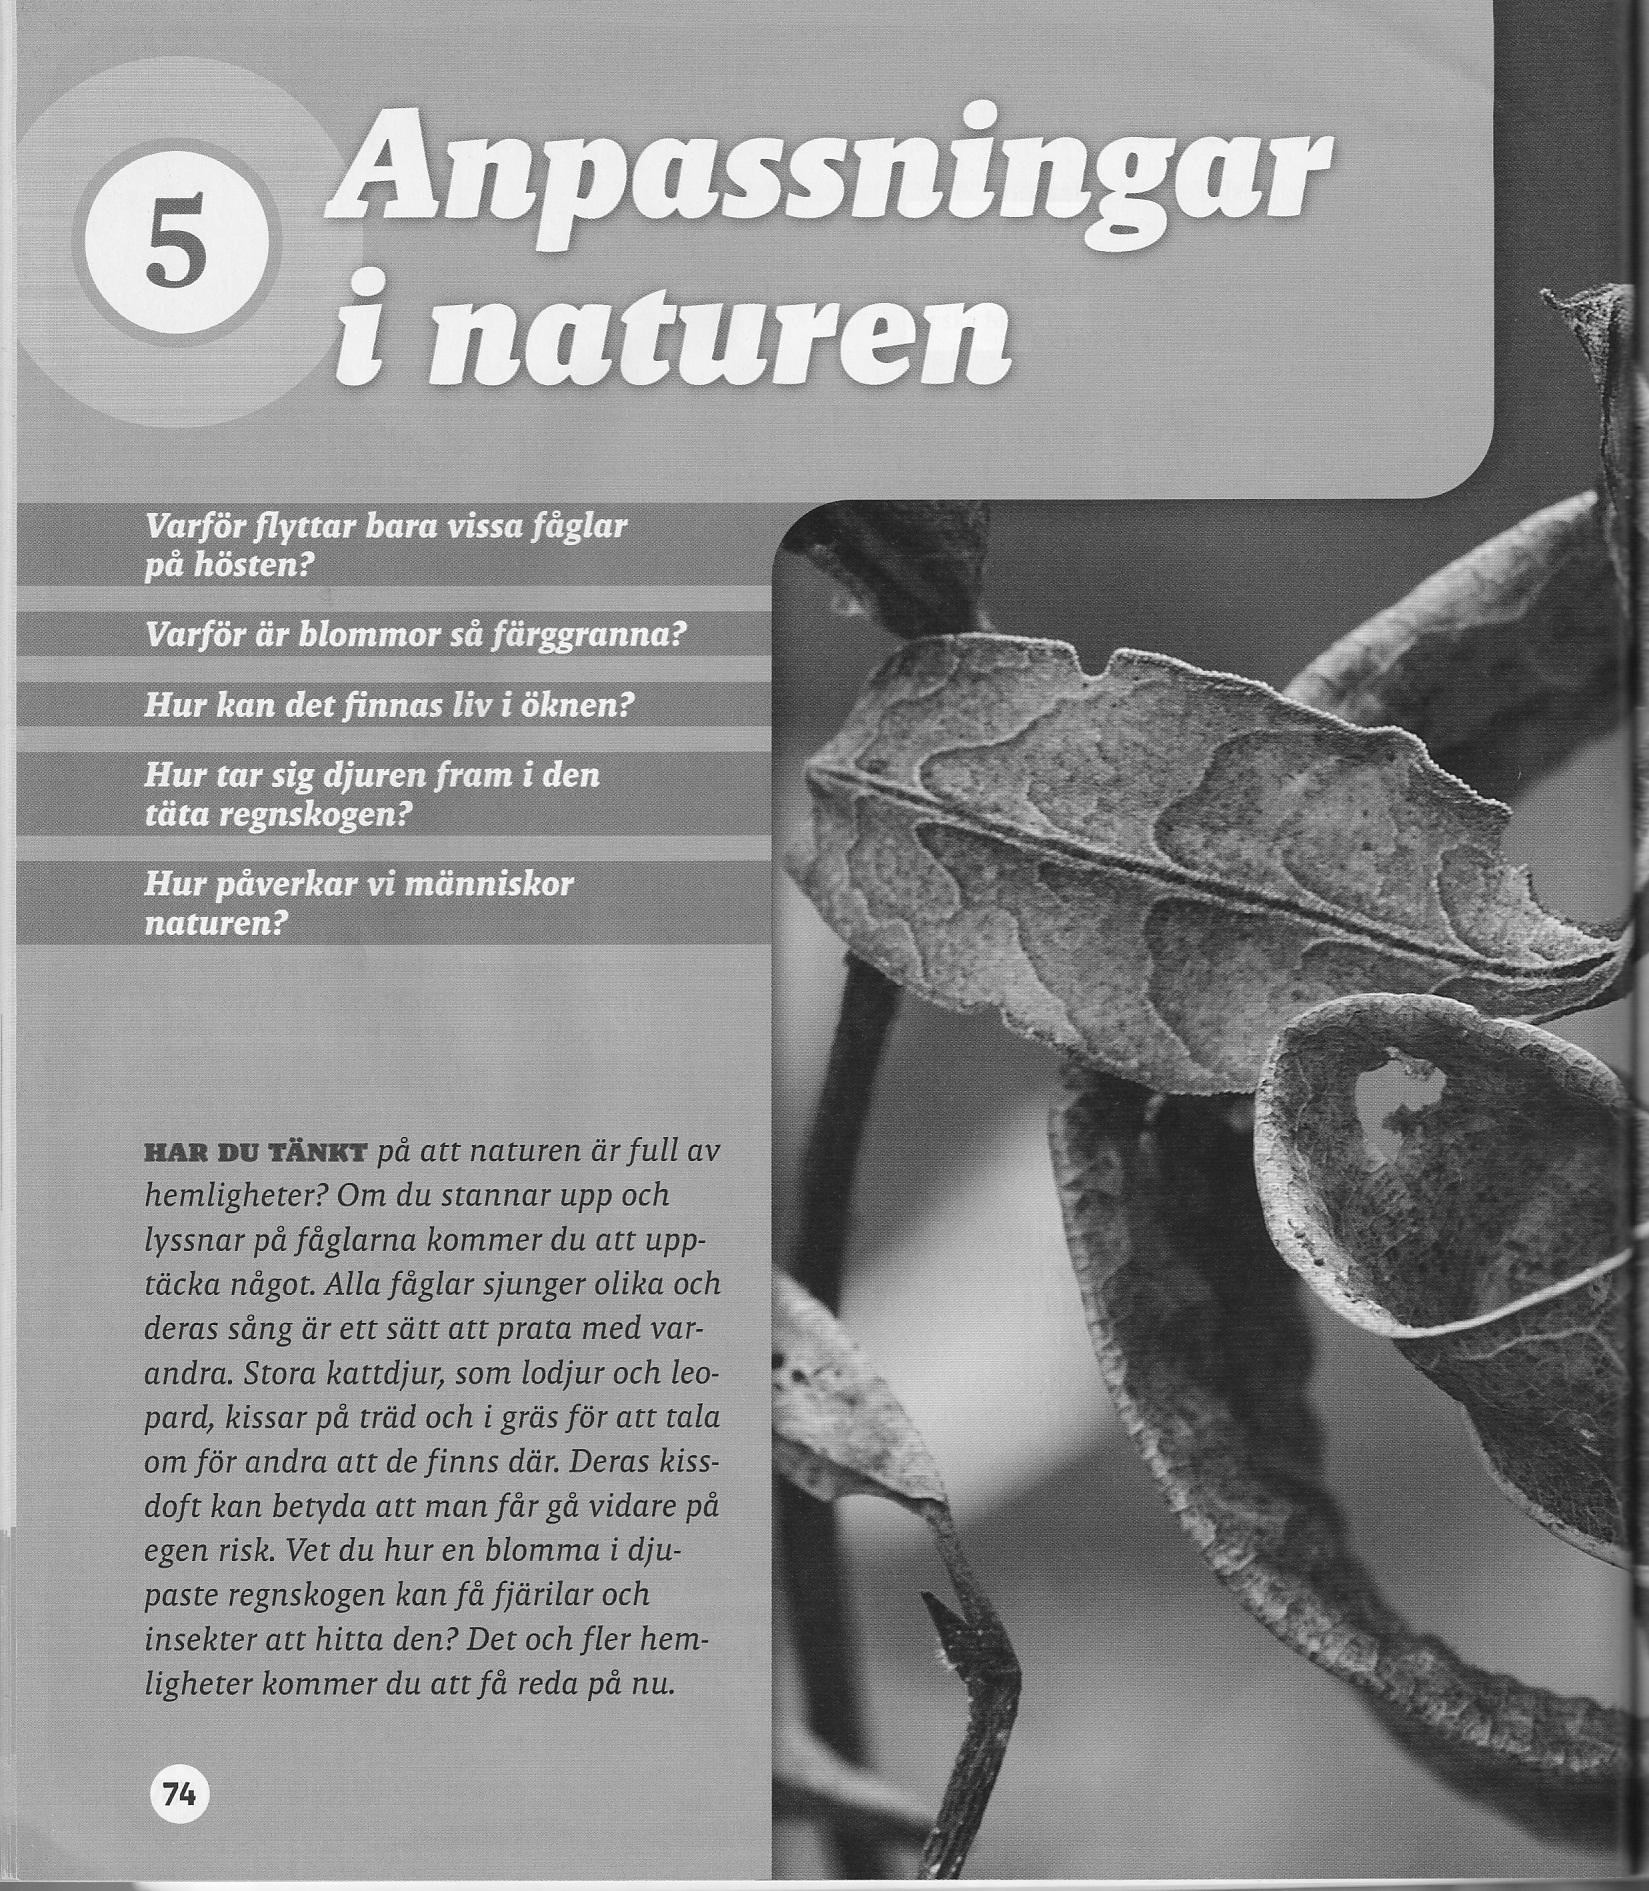 5
Anpassningar
i naturen
Varför flyttar bara vissa fåglar
på hösten?
Varför är blommor så färggranna?
Hur kan det finnas liv i öknen?
Hur tar sig djuren fram i den
täta regnskogen?
Hur påverkar vi människor
naturen?
HAR DU TÄNKT på att naturen är full av
hemligheter? Om du stannar upp och
lyssnar på fåglarna kommer du att upp-
täcka något. Alla fåglar sjunger olika och
deras sång är ett sätt att prata med var-
andra. Stora kattdjur, som lodjur och leo-
pard, kissar på träd och i gräs för att tala
om för andra att de finns där. Deras kiss-
doft kan betyda att man får gå vidare på
egen risk. Vet du hur en blomma i dju-
paste regnskogen kan få fjärilar och
insekter att hitta den? Det och fler hem-
ligheter kommer du att få reda på nu.
74